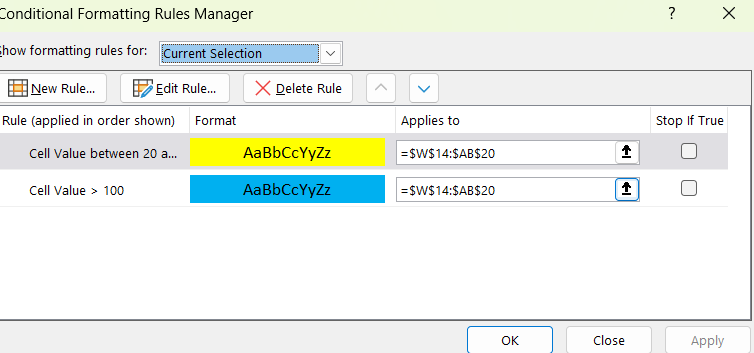 Conditional Formatting Rules Manager ? ×
Show formatting rules for: Current Selection
New Rule... Edit Rule... Delete Rule
Rule (applied in order shown) Format Applies to Stop If True
Cell Value between 20 a... AaBbCcYyZz =$W$14:$AB$20
Cell Value > 100 AaBbCcYyZz =$W$14:$AB$20
OK Close Apply